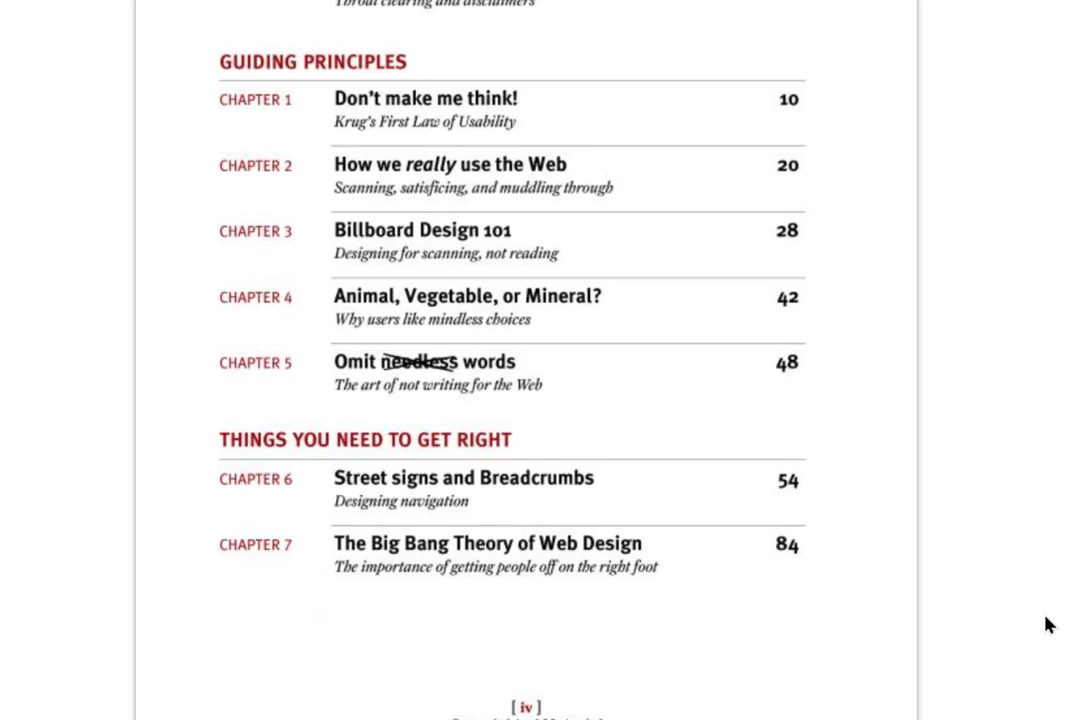 Throat clearing and disclaimers
GUIDING PRINCIPLES
CHAPTER 1 Don't make me think! 10
Krug's First Law of Usability
CHAPTER 2 How we really use the Web 20
Scanning, satisficing, and muddling through
CHAPTER 3 Billboard Design 101 28
Designing for scanning, not reading
CHAPTER 4 Animal, Vegetable, or Mineral? 42
Why users like mindless choices
CHAPTER 5 Omit needless words 48
The art of not writing for the Web
THINGS YOU NEED TO GET RIGHT
CHAPTER 6 Street signs and Breadcrumbs 54
Designing navigation
CHAPTER 7 The Big Bang Theory of Web Design 84
The importance of getting people off on the right foot
[ iv ]